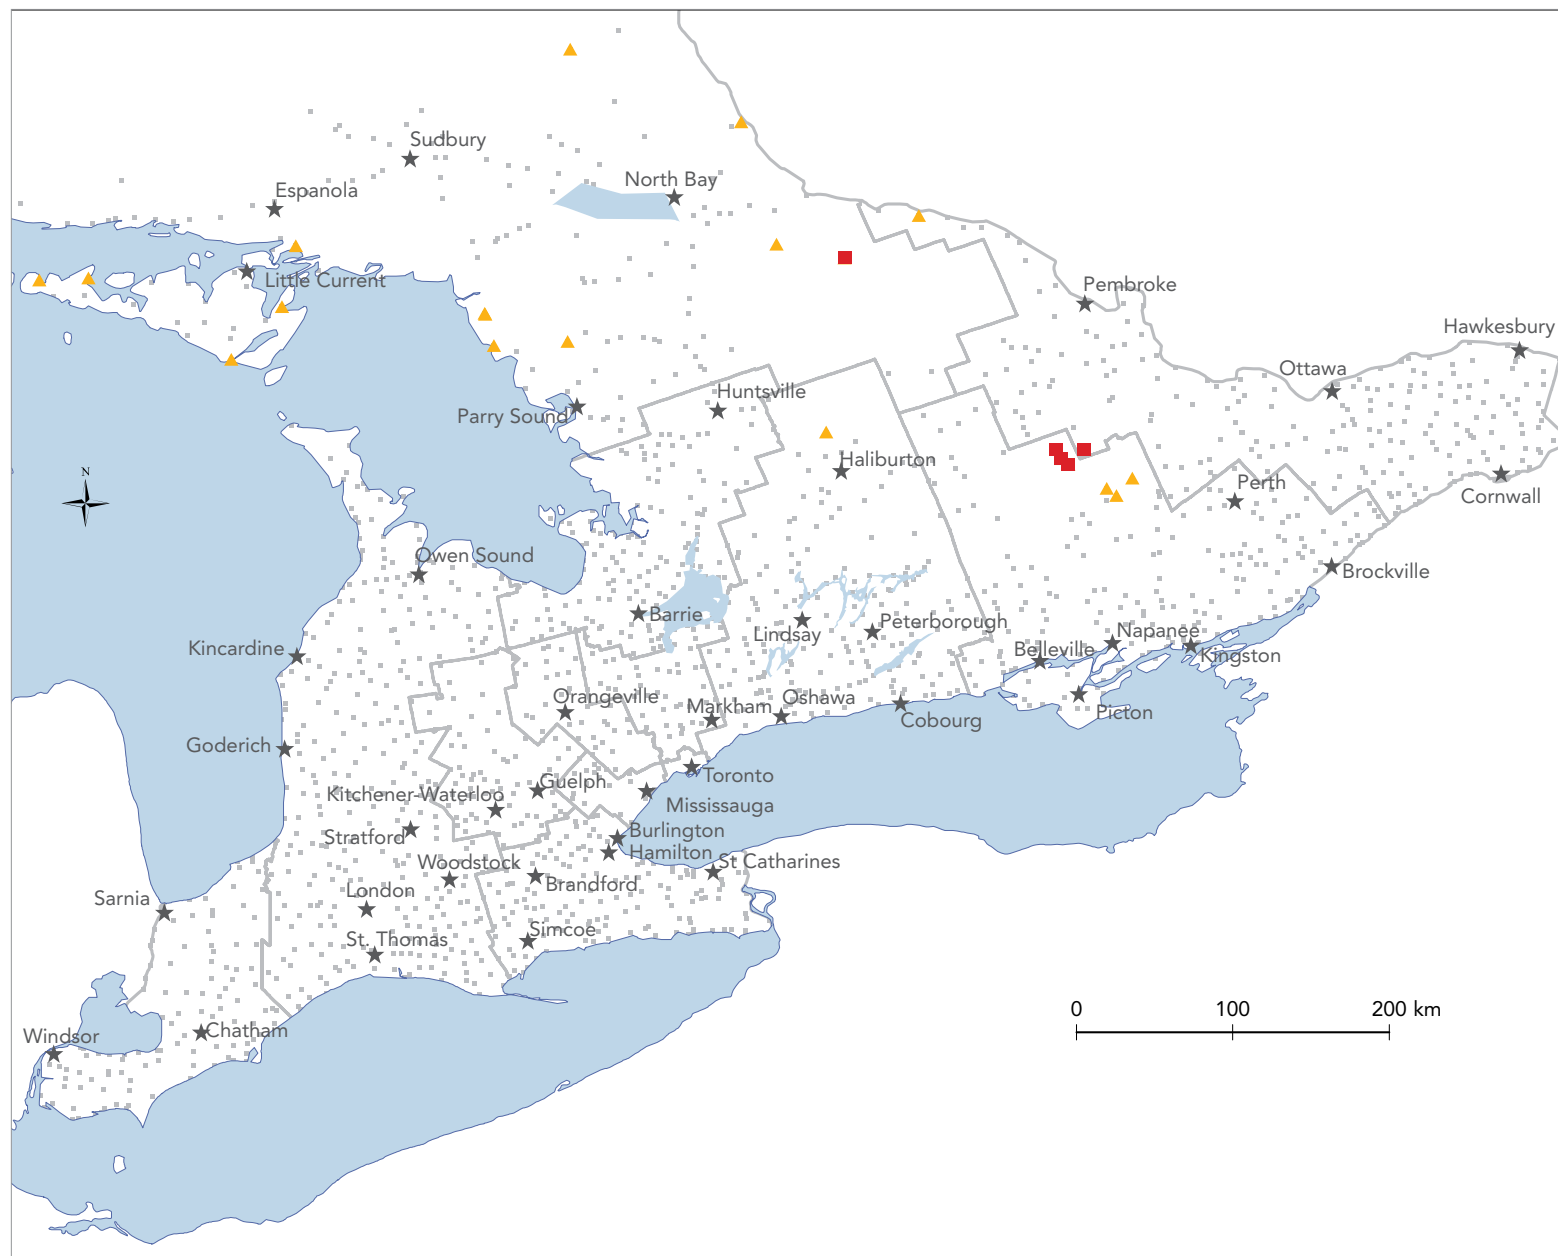 Sudbury
North Bay
Espanola
Little Current
Pembroke
Hawkesbury
Ottawa
Huntsville
Parry Sound
Haliburton
N
Perth
Cornwall
Owen Sound
Brockville
Barrie
Lindsay
Peterborough
Napanee
Kincardine
Belleville
Kingston
Orangeville
Markham
Oshawa
Picton
Cobourg
Goderich
Toronto
Guelph
Kitchener-Waterloo
Mississauga
Stratford
Burlington
Hamilton
Woodstock
St Catharines
London
Brandford
Sarnia
Simcoe
St. Thomas
0 100 200 km
Windsor
Chatham